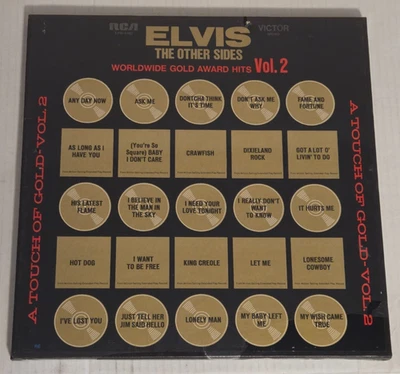 RCA
ELVIS
VICTOR
THE OTHER SIDES
WORLDWIDE GOLD AWARD HITS Vol. 2
ANY DAY NOW
ASK ME
DONTCHA THINK
IT'S TIME
DON'T ASK ME
WHY
FAME AND
FORTUNE
AS LONG AS I
HAVE YOU
(You're So
Square) BABY
I DON'T CARE
CRAWFISH
DIXIELAND
ROCK
GOT A LOT O'
LIVIN' TO DO
HIS LATEST
FLAME
I BELIEVE IN
THE MAN IN
THE SKY
I NEED YOUR
LOVE TONIGHT
I REALLY DON'T
WANT
TO KNOW
IT HURTS ME
HOT DOG
I WANT
TO BE FREE
KING CREOLE
LET ME
LONESOME
COWBOY
I'VE LOST YOU
JUST TELL HER
JIM SAID HELLO
LONELY MAN
MY BABY LEFT
ME
MY WISH CAME
TRUE
A TOUCH OF GOLD-VOL. 2
A TOUCH OF GOLD-VOL. 2